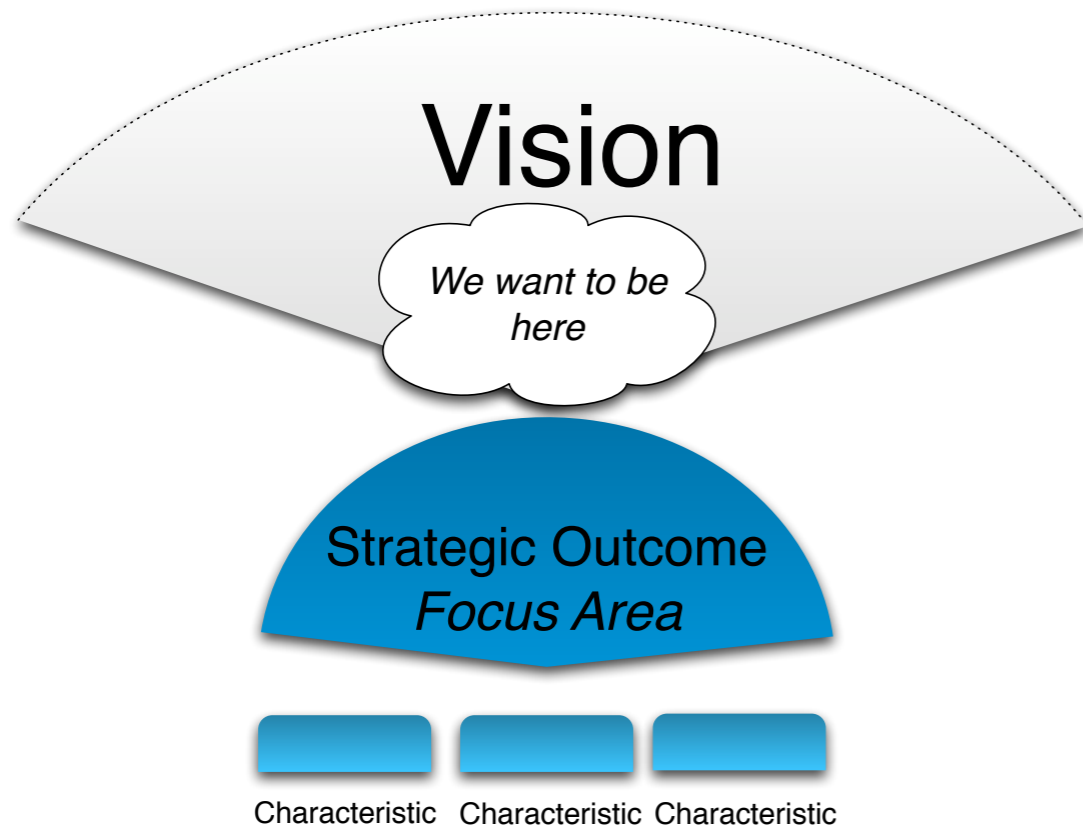 Vision
We want to be
here
Strategic Outcome
Focus Area
Characteristic Characteristic Characteristic